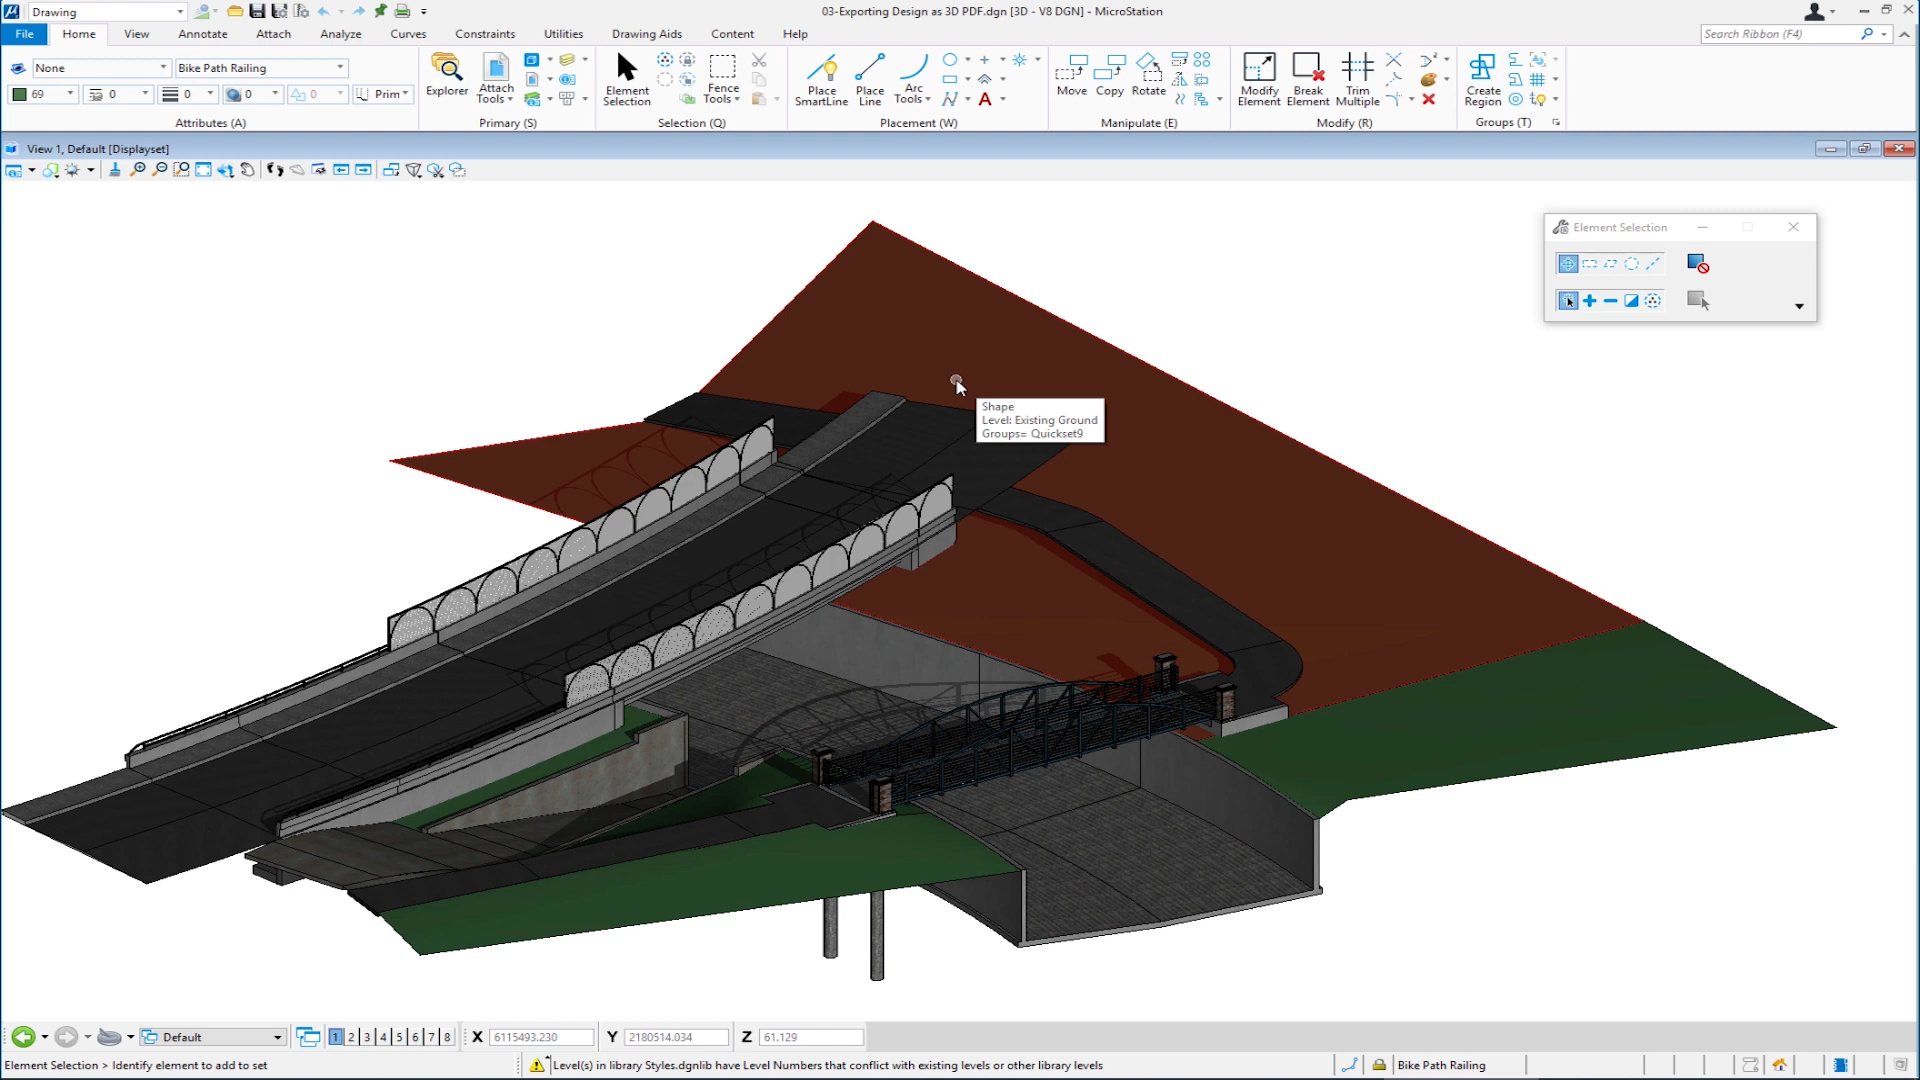 Drawing
03-Exporting Design as 3D PDF.dgn [3D - V8 DGN] - MicroStation
File Home View Annotate Attach Analyze Curves Constraints Utilities Drawing Aids Content Help
Search Ribbon (F4)
None Bike Path Railing
69 0 0 0 0 Prim
Explorer
Attach Tools
Element Selection
Fence Tools
Place SmartLine
Place Line
Arc Tools
Move Copy Rotate
Modify Element
Break Element
Trim Multiple
Create Region
Attributes (A) Primary (S) Selection (Q) Placement (W) Manipulate (E) Modify (R) Groups (T)
View 1, Default [Displayset]
Element Selection
Shape
Level: Existing Ground
Groups= Quickset9
Default 1 2 3 4 5 6 7 8 X 6115493.230 Y 2180514.034 Z 61.129
Element Selection > Identify element to add to set
Level(s) in library Styles.dgnlib have Level Numbers that conflict with existing levels or other library levels
Bike Path Railing